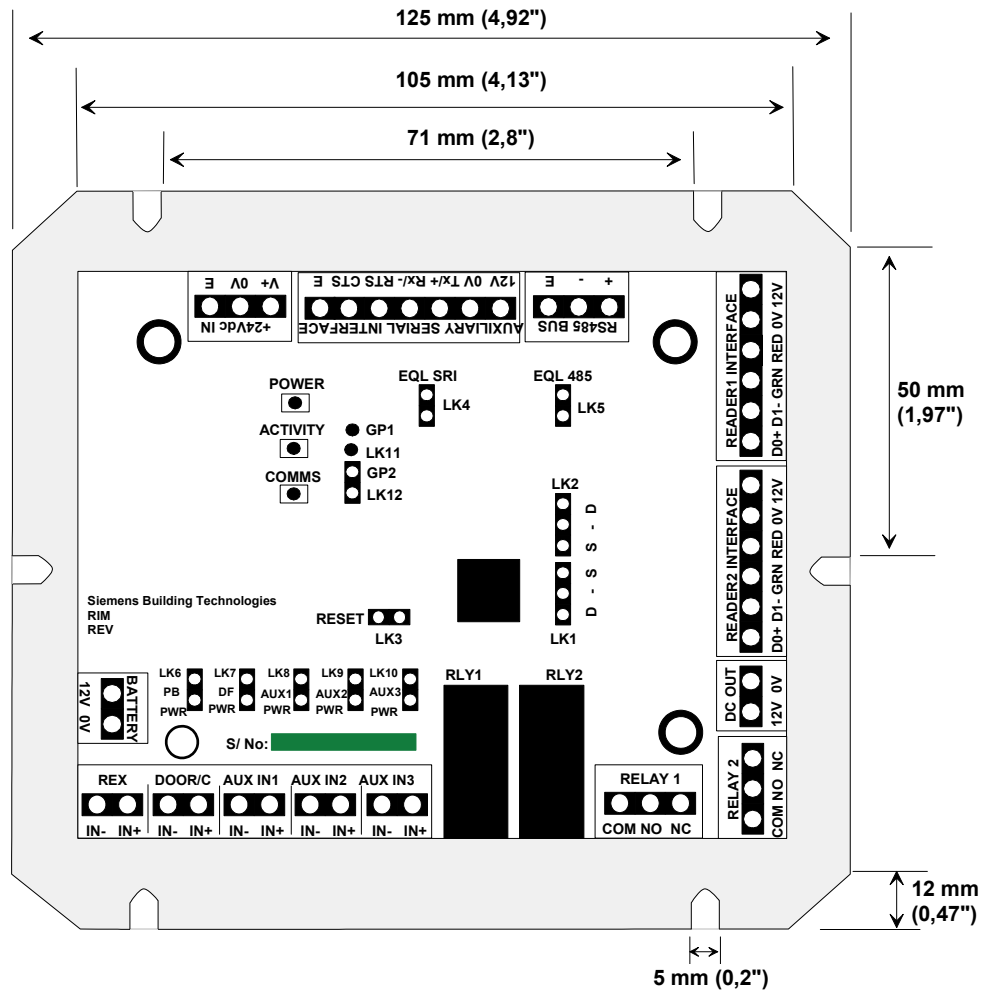 125 mm (4,92")
105 mm (4,13")
71 mm (2,8")
E 0V V+
+24Vdc IN
12V 0V Tx/+ Rx/- RTS CTS E
AUXILIARY SERIAL INTERFACE
+ - E
RS485 BUS
READER1 INTERFACE
D0+ D1- GRN RED 0V 12V
50 mm
(1,97")
POWER
ACTIVITY
COMMS
GP1
LK11
GP2
LK12
EQL SRI
LK4
EQL 485
LK5
LK2
S - D
D - S
LK1
READER2 INTERFACE
D0+ D1- GRN RED 0V 12V
Siemens Building Technologies
RIM
REV
RESET
LK3
LK6
PB
PWR
LK7
DF
PWR
LK8
AUX1
PWR
LK9
AUX2
PWR
LK10
AUX3
PWR
RLY1
RLY2
BATTERY
12V 0V
DC OUT
12V 0V
S/ No:
REX
IN- IN+
DOOR/C
IN- IN+
AUX IN1
IN- IN+
AUX IN2
IN- IN+
AUX IN3
IN- IN+
RELAY 1
COM NO NC
RELAY 2
COM NO NC
12 mm
(0,47")
5 mm (0,2")